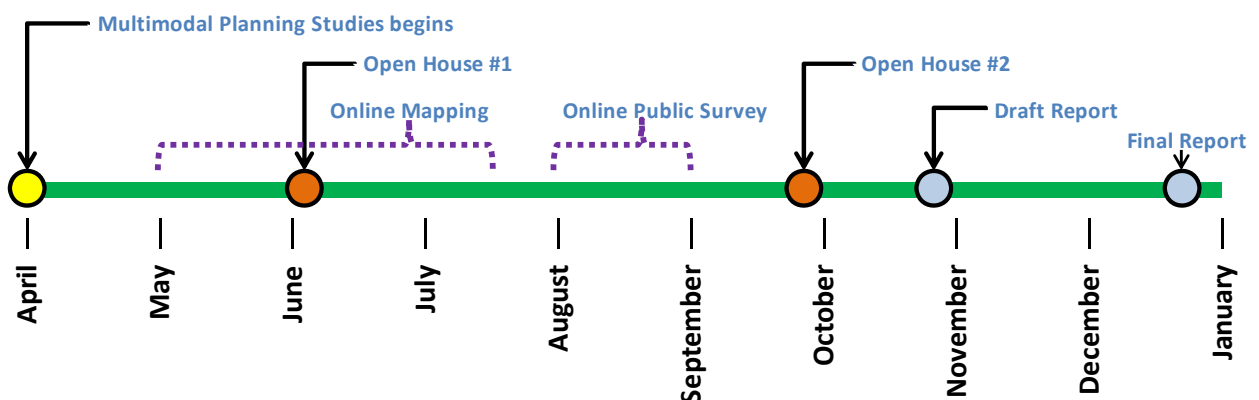 Multimodal Planning Studies begins
Open House #1
Open House #2
Online Mapping
Online Public Survey
Draft Report
Final Report
April
May
June
July
August
September
October
November
December
January